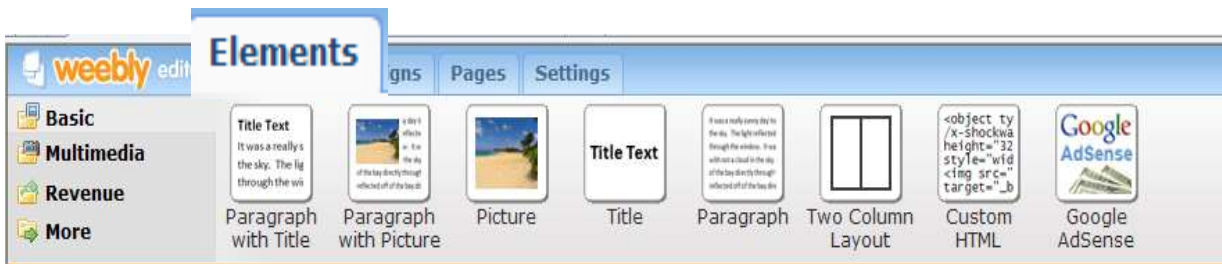 Elements
weebly edit
gns
Pages
Settings
Basic
Multimedia
Revenue
More
Title Text
It was a really s
the sky. The lig
through the wi
Title Text
<object ty
/x-shockwa
height="32
style="wid
<img src="
target="_b
Google
AdSense
Paragraph
with Title
Paragraph
with Picture
Picture
Title
Paragraph
Two Column
Layout
Custom
HTML
Google
AdSense